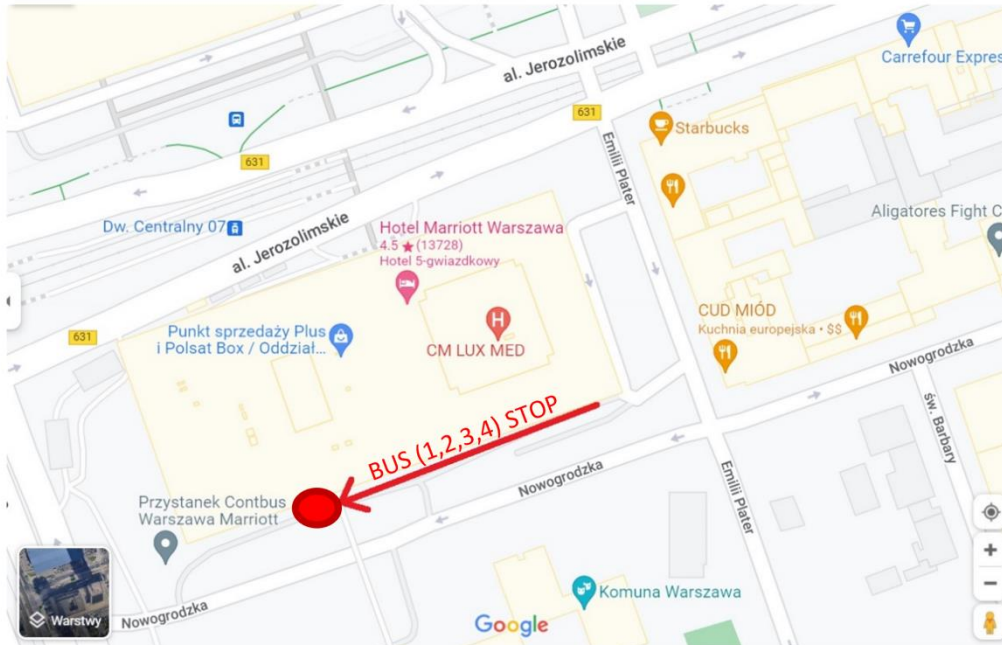 al. Jerozolimskie
Carrefour Expres
631
Starbucks
Emilii Plater
631
Dw. Centralny 07
al. Jerozolimskie
Hotel Marriott Warszawa
4.5 ★ (13728)
Hotel 5-gwiazdkowy
Aligatores Fight C
631
Punkt sprzedaży Plus
i Polsat Box / Oddział...
H
CM LUX MED
CUD MIÓD
Kuchnia europejska • $$
Nowogrodzka
św. Barbary
BUS (1,2,3,4) STOP
Nowogrodzka
Emilii Plater
Przystanek Contbus
Warszawa Marriott
Komuna Warszawa
Warstwy
Nowogrodzka
Google